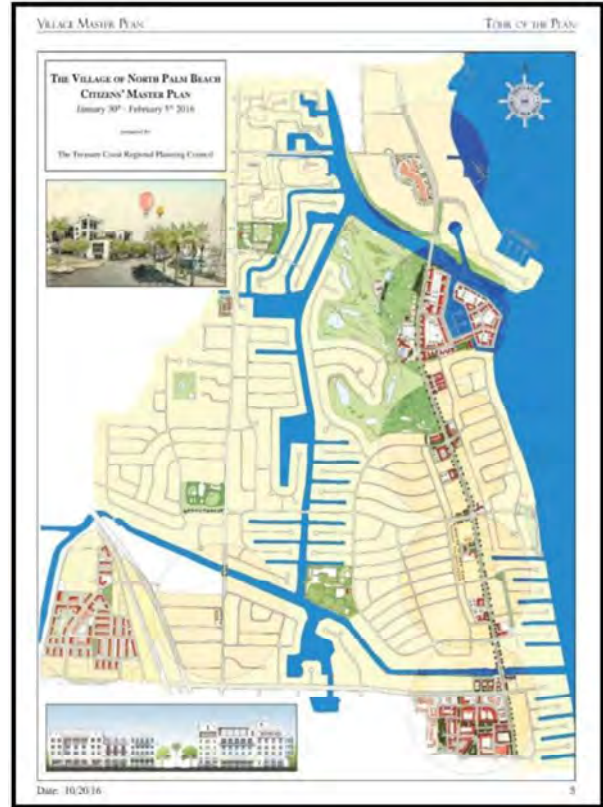 VILLAGE MASTER PLAN
TOUR OF THE PLAN
THE VILLAGE OF NORTH PALM BEACH
CITIZENS' MASTER PLAN
January 30th - February 5th 2016
prepared by
The Treasure Coast Regional Planning Council
Date: 10/20/16
5